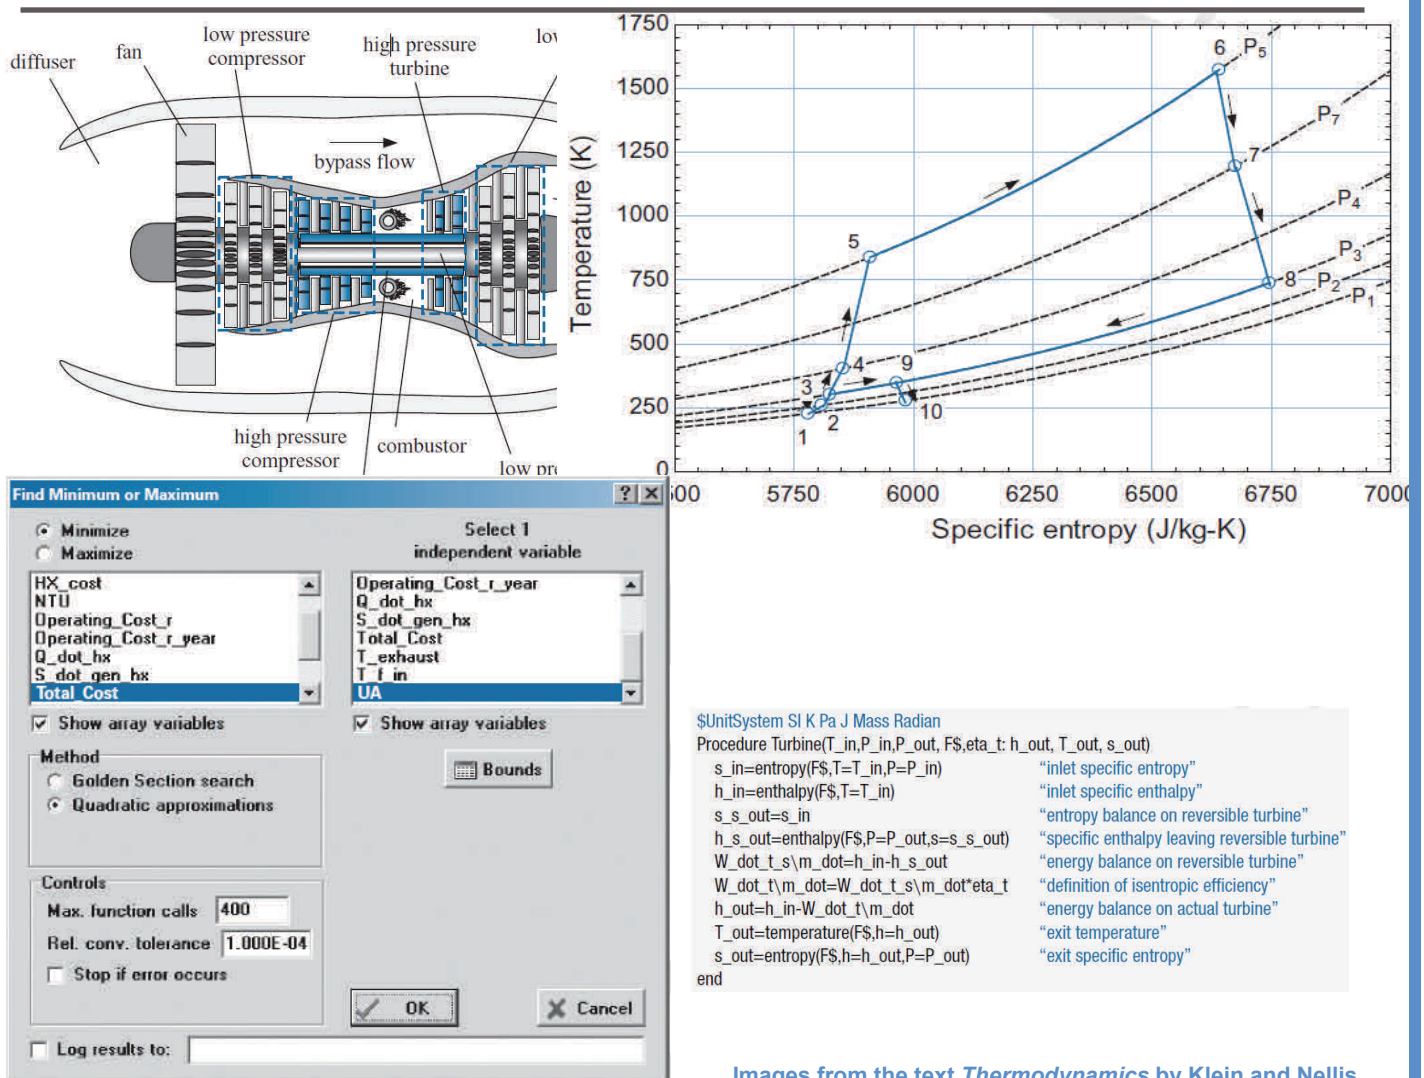 diffuser
fan
low pressure
compressor
high pressure
turbine
bypass flow
high pressure
compressor
combustor
Temperature (K)
1750
1500
1250
1000
750
500
250
0
5750
6000
6250
6500
6750
Specific entropy (J/kg-K)
1
2
3
4
5
6
7
8
9
10
P5
P7
P4
P3
P2
P1
Find Minimum or Maximum
Minimize
Maximize
Select 1
independent variable
HX_cost
NTU
Operating_Cost_r
Operating_Cost_r_year
Q_dot_hx
S_dot_gen_hx
Total_Cost
Operating_Cost_r_year
Q_dot_hx
S_dot_gen_hx
Total_Cost
T_exhaust
T_f_in
UA
Show array variables
Show array variables
Method
Golden Section search
Quadratic approximations
Bounds
Controls
Max. function calls 400
Rel. conv. tolerance 1.000E-04
Stop if error occurs
OK
Cancel
Log results to:
$UnitSystem SI K Pa J Mass Radian
Procedure Turbine(T_in,P_in,P_out, F$,eta_t: h_out, T_out, s_out)
s_in=entropy(F$,T=T_in,P=P_in) “inlet specific entropy”
h_in=enthalpy(F$,T=T_in) “inlet specific enthalpy”
s_s_out=s_in “entropy balance on reversible turbine”
h_s_out=enthalpy(F$,P=P_out,s=s_s_out) “specific enthalpy leaving reversible turbine”
W_dot_t_s\m_dot=h_in-h_s_out “energy balance on reversible turbine”
W_dot_t\m_dot=W_dot_t_s\m_dot*eta_t “definition of isentropic efficiency”
h_out=h_in-W_dot_t\m_dot “energy balance on actual turbine”
T_out=temperature(F$,h=h_out) “exit temperature”
s_out=entropy(F$,h=h_out,P=P_out) “exit specific entropy”
end
Images from the text Thermodynamics by Klein and Nellis